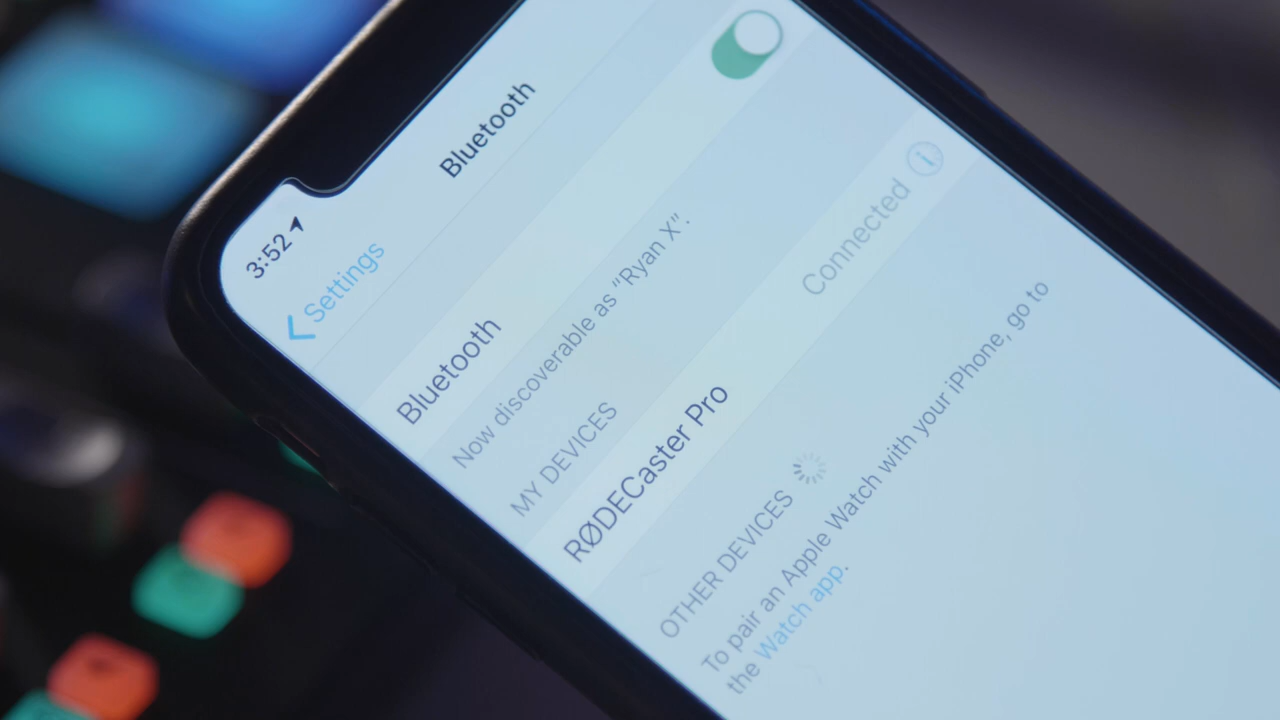 3:52
Settings
Bluetooth
Bluetooth
Now discoverable as “Ryan X”.
MY DEVICES
RØDECaster Pro
Connected
OTHER DEVICES
To pair an Apple Watch with your iPhone, go to
the Watch app.